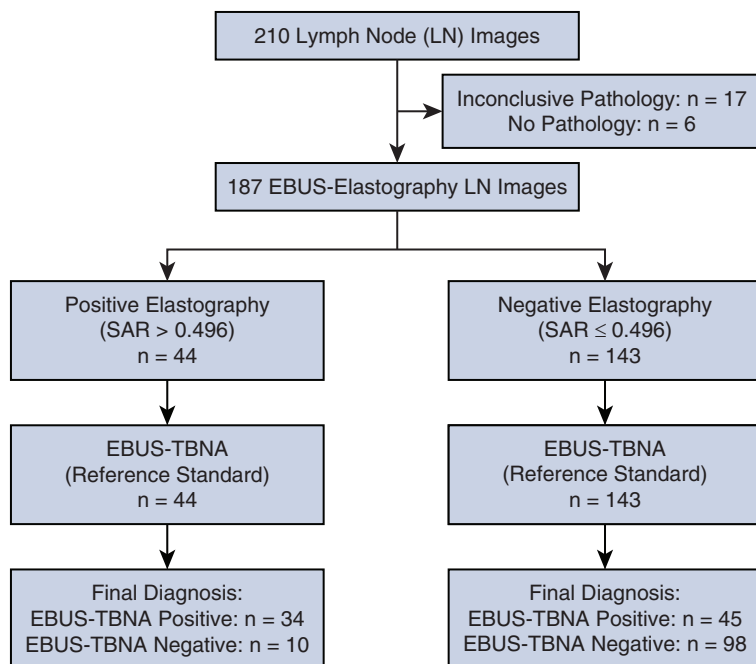 210 Lymph Node (LN) Images
Inconclusive Pathology: n = 17
No Pathology: n = 6
187 EBUS-Elastography LN Images
Positive Elastography
(SAR > 0.496)
n = 44
Negative Elastography
(SAR ≤ 0.496)
n = 143
EBUS-TBNA
(Reference Standard)
n = 44
EBUS-TBNA
(Reference Standard)
n = 143
Final Diagnosis:
EBUS-TBNA Positive: n = 34
EBUS-TBNA Negative: n = 10
Final Diagnosis:
EBUS-TBNA Positive: n = 45
EBUS-TBNA Negative: n = 98